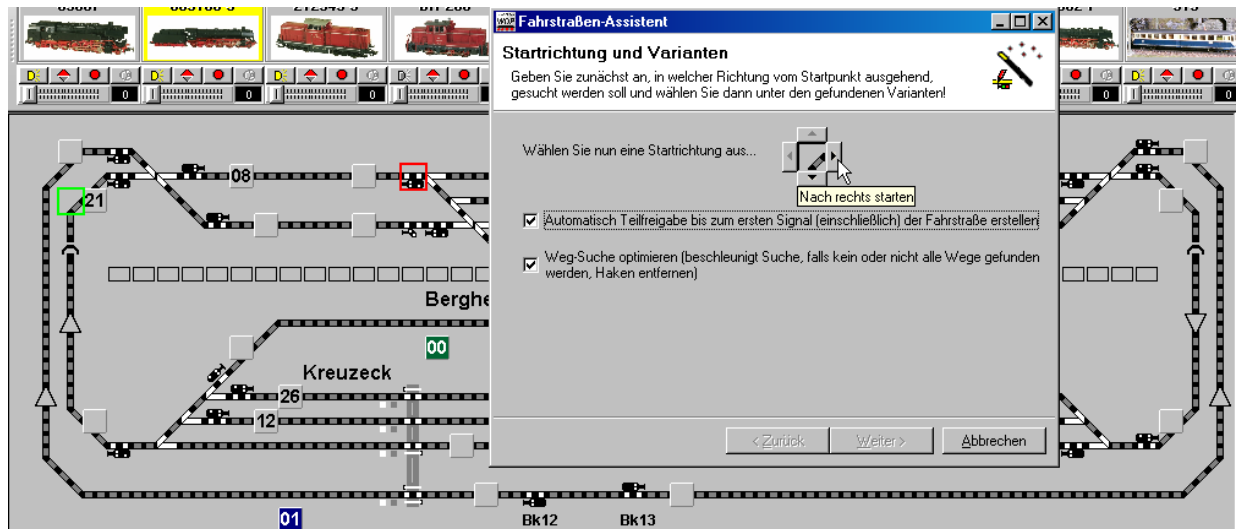 WDP Fahrstraßen-Assistent
Startrichtung und Varianten
Geben Sie zunächst an, in welcher Richtung vom Startpunkt ausgehend,
gesucht werden soll und wählen Sie dann unter den gefundenen Varianten!
Wählen Sie nun eine Startrichtung aus...
Nach rechts starten
Automatisch Teilfreigabe bis zum ersten Signal (einschließlich) der Fahrstraße erstellen
Weg-Suche optimieren (beschleunigt Suche, falls kein oder nicht alle Wege gefunden
werden, Haken entfernen)
< Zurück Weiter > Abbrechen
0 0 0 0 0
08
21
Berghe
00
Kreuzeck
26
12
01
Bk12 Bk13